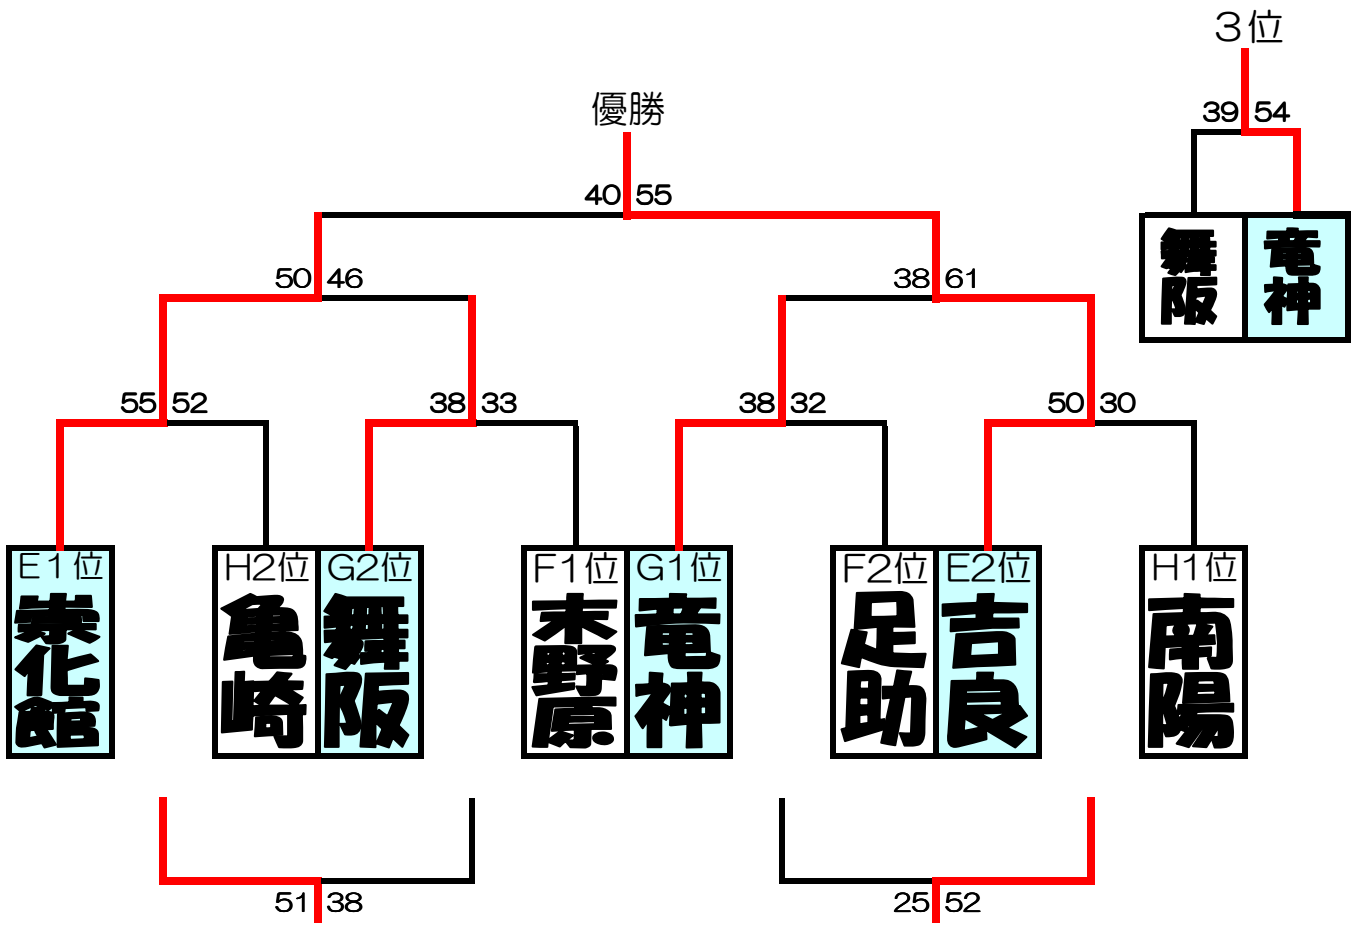 ３位
39 54
舞阪
竜神
優勝
40 55
50 46
38 61
55 52
38 33
38 32
50 30
E１位
崇化館
H2位
亀崎
G2位
舞阪
F１位
末野原
G1位
竜神
F2位
足助
E2位
吉良
H１位
南陽
51 38
25 52